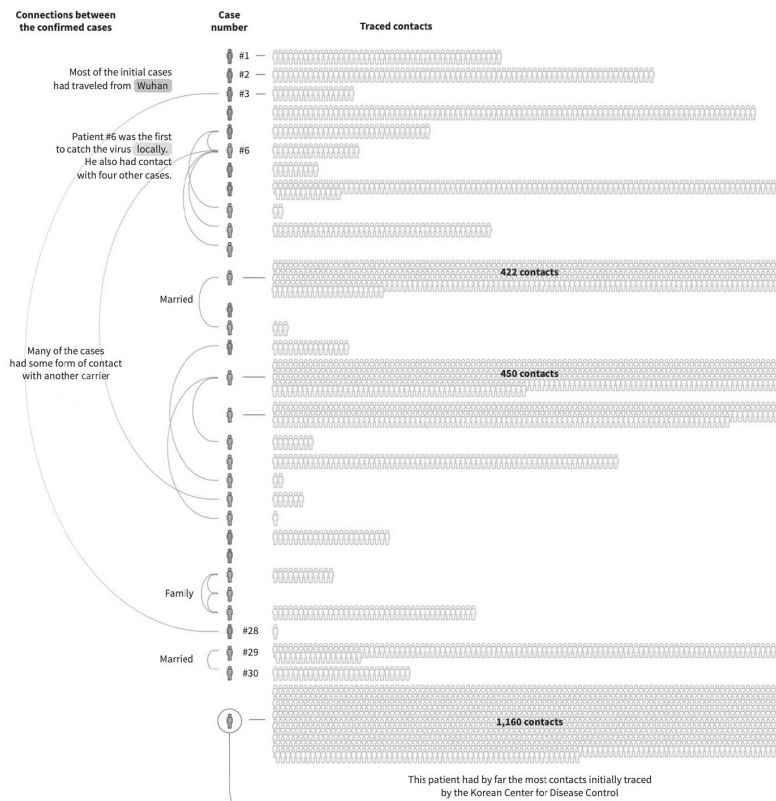 Connections between
the confirmed cases
Case
number
Traced contacts
#1
Most of the initial cases
had traveled from Wuhan
#2
#3
Patient #6 was the first
to catch the virus locally.
He also had contact
with four other cases.
#6
422 contacts
Married
Many of the cases
had some form of contact
with another carrier
450 contacts
Family
#28
Married
#29
#30
1,160 contacts
This patient had by far the most contacts initially traced
by the Korean Center for Disease Control